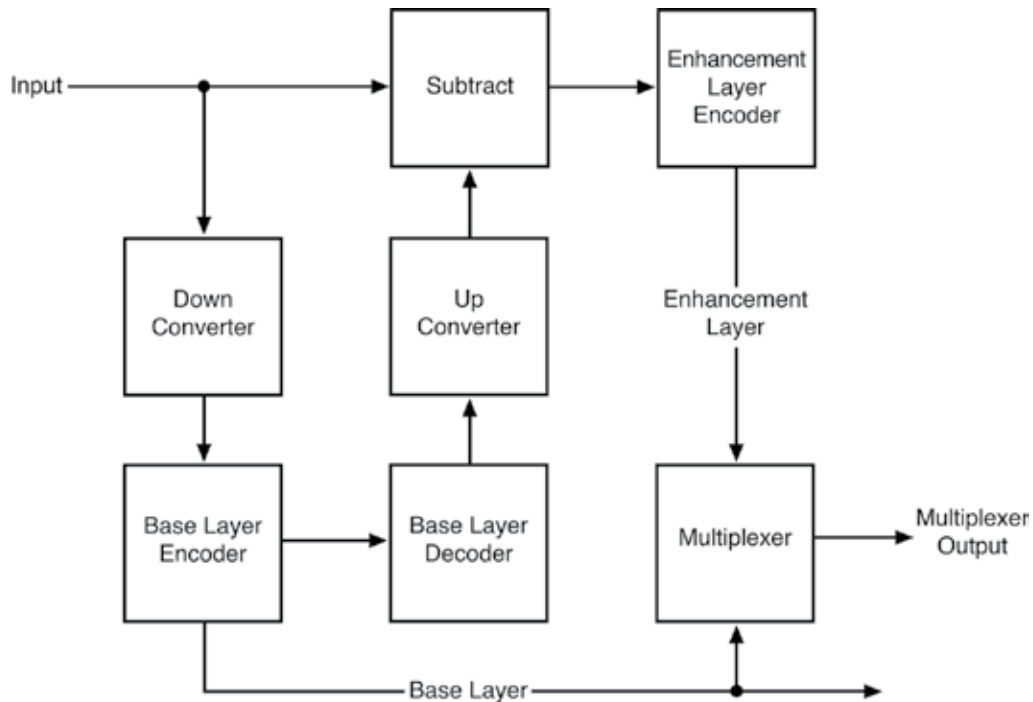 Input
Subtract
Enhancement
Layer
Encoder
Down
Converter
Up
Converter
Enhancement
Layer
Base Layer
Encoder
Base Layer
Decoder
Multiplexer
Multiplexer
Output
Base Layer